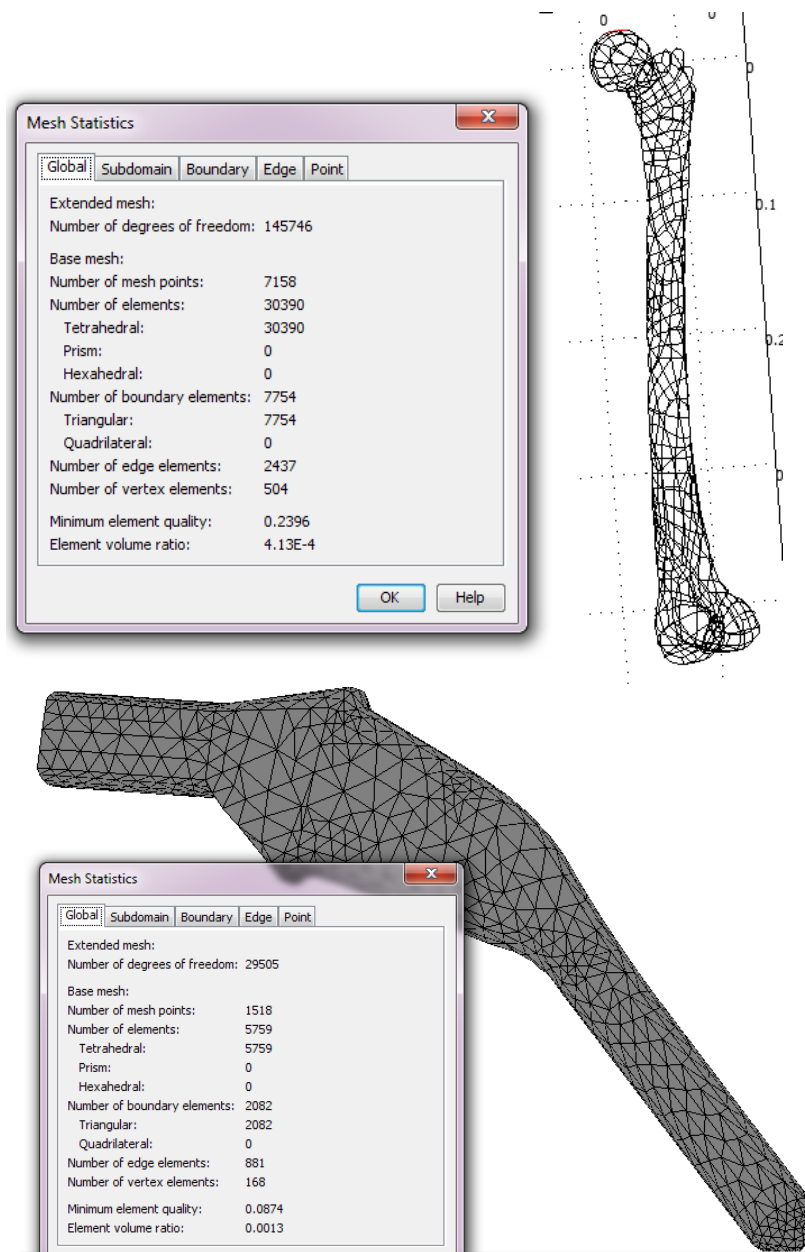 0
0
0
0.1
0.2
0
Mesh Statistics
Global Subdomain Boundary Edge Point
Extended mesh:
Number of degrees of freedom: 145746
Base mesh:
Number of mesh points: 7158
Number of elements: 30390
Tetrahedral: 30390
Prism: 0
Hexahedral: 0
Number of boundary elements: 7754
Triangular: 7754
Quadrilateral: 0
Number of edge elements: 2437
Number of vertex elements: 504
Minimum element quality: 0.2396
Element volume ratio: 4.13E-4
OK Help
Mesh Statistics
Global Subdomain Boundary Edge Point
Extended mesh:
Number of degrees of freedom: 29505
Base mesh:
Number of mesh points: 1518
Number of elements: 5759
Tetrahedral: 5759
Prism: 0
Hexahedral: 0
Number of boundary elements: 2082
Triangular: 2082
Quadrilateral: 0
Number of edge elements: 881
Number of vertex elements: 168
Minimum element quality: 0.0874
Element volume ratio: 0.0013